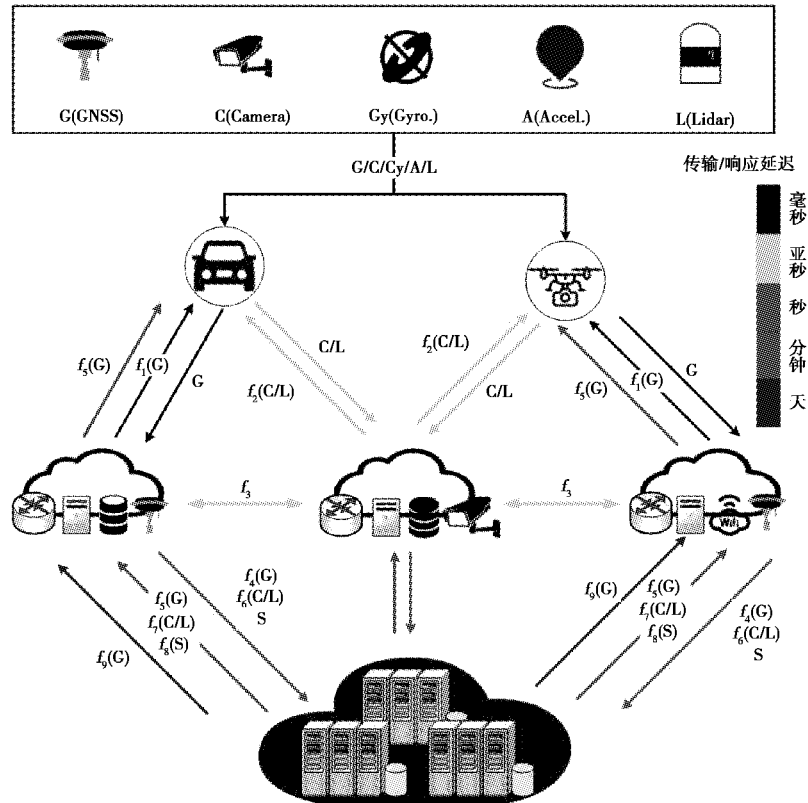 G(GNSS)
C(Camera)
Gy(Gyro.)
A(Accel.)
L(Lidar)
G/C/Cy/A/L
传输/响应延迟
毫秒
亚秒
秒
分钟
天
f5(G)
f1(G)
G
C/L
f2(C/L)
f2(C/L)
C/L
f5(G)
f1(G)
G
f3
f3
WiFi
f4(G)
f6(C/L)
S
f5(G)
f7(C/L)
f8(S)
f9(G)
f9(G)
f5(G)
f7(C/L)
f8(S)
f4(G)
f6(C/L)
S